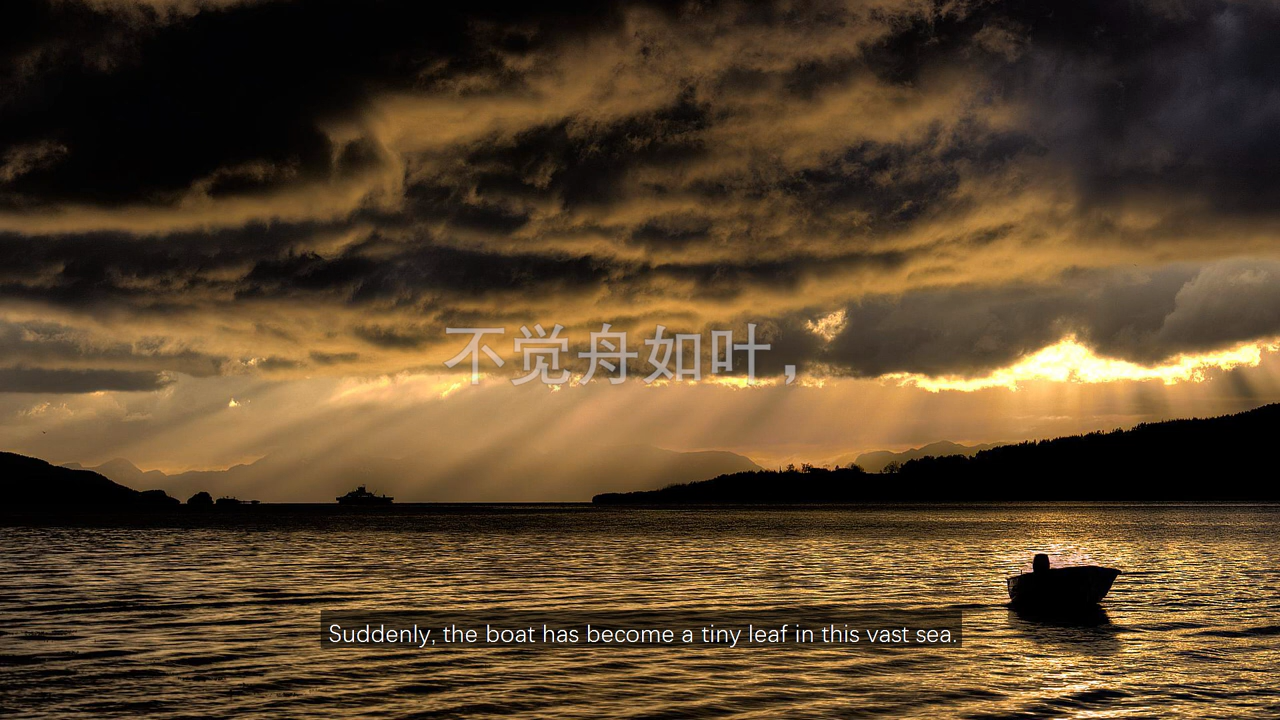 不觉舟如叶，
Suddenly, the boat has become a tiny leaf in this vast sea.